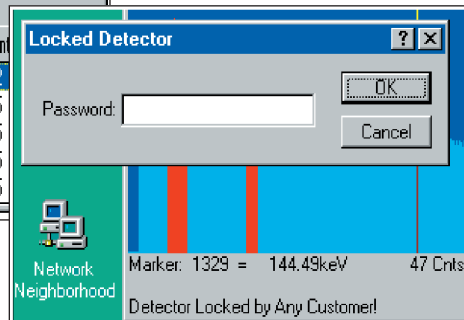 Locked Detector
Password:
OK
Cancel
Network
Neighborhood
Marker: 1329 = 144.49keV 47 Cnts
Detector Locked by Any Customer!